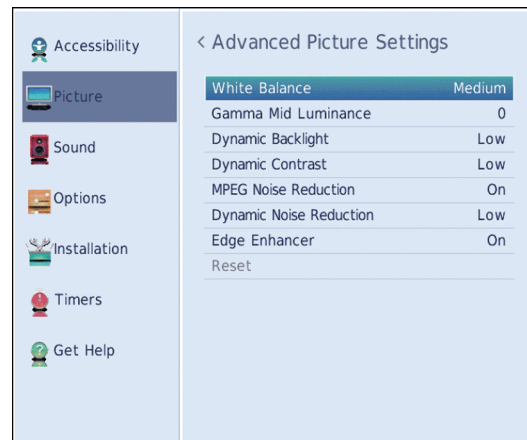 Accessibility
Picture
Sound
Options
Installation
Timers
Get Help
< Advanced Picture Settings
White Balance Medium
Gamma Mid Luminance 0
Dynamic Backlight Low
Dynamic Contrast Low
MPEG Noise Reduction On
Dynamic Noise Reduction Low
Edge Enhancer On
Reset